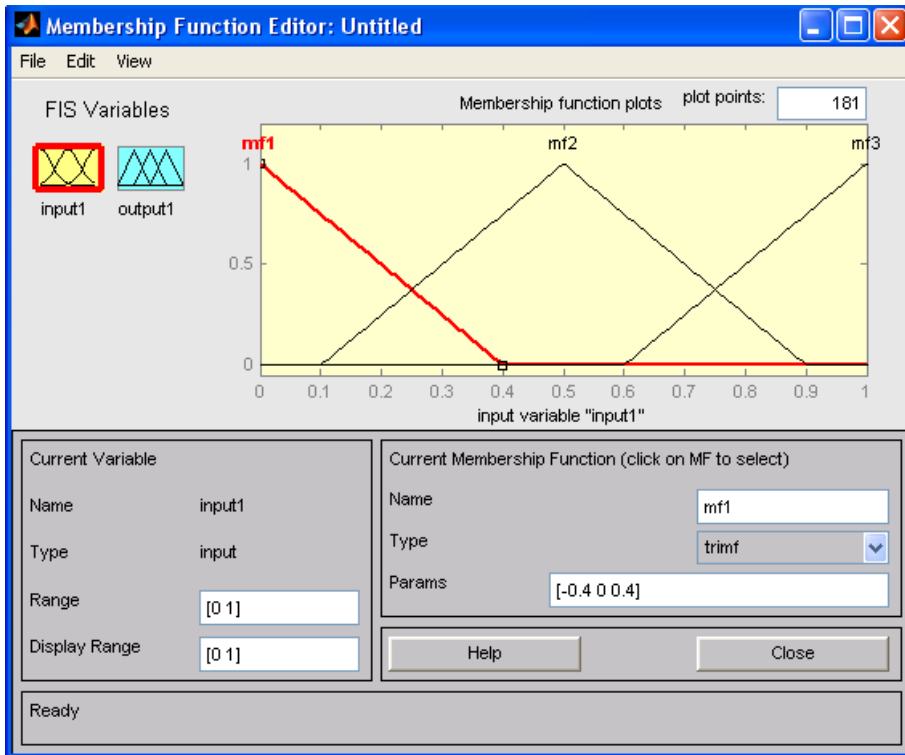 Membership Function Editor: Untitled
File Edit View
FIS Variables
input1 output1
Membership function plots plot points: 181
mf1 mf2 mf3
1
0.5
0
0 0.1 0.2 0.3 0.4 0.5 0.6 0.7 0.8 0.9 1
input variable "input1"
Current Variable
Name input1
Type input
Range [0 1]
Display Range [0 1]
Current Membership Function (click on MF to select)
Name mf1
Type trimf
Params [-0.4 0 0.4]
Help Close
Ready